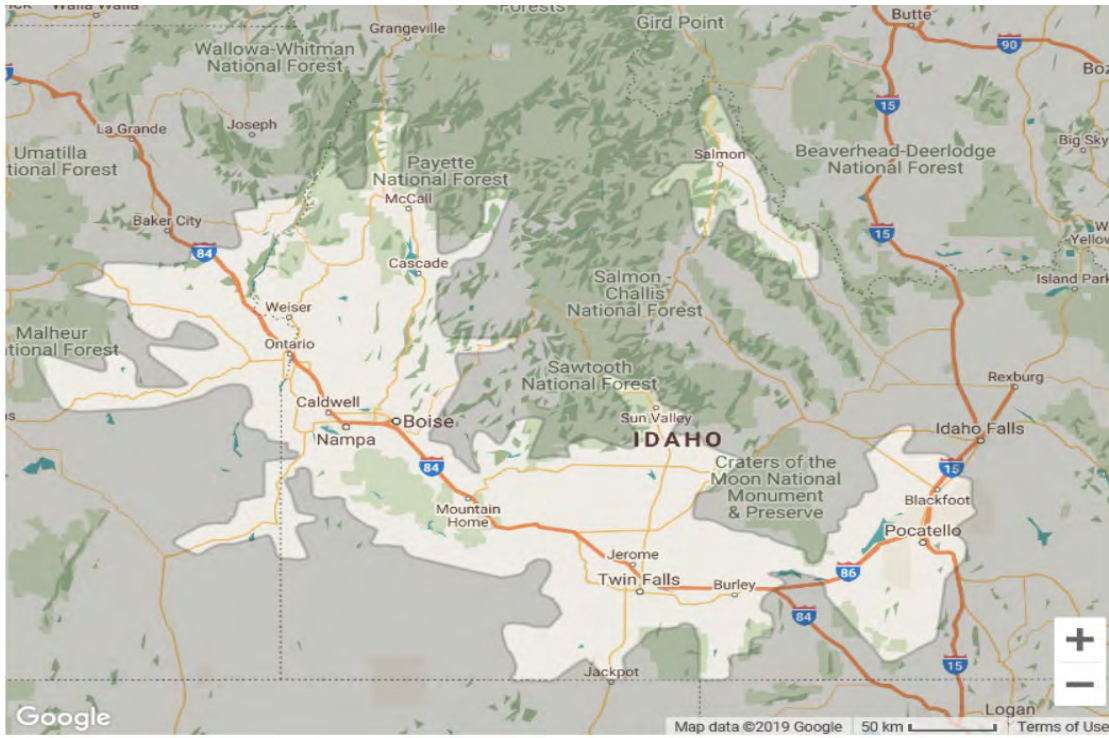 Walla Walla
Forests
Grangeville
Gird Point
Butte
90
Wallowa-Whitman
National Forest
Boz
15
La Grande
Joseph
Umatilla
tional Forest
Payette
National Forest
Salmon
Beaverhead-Deerlodge
National Forest
Big Sky
McCall
Baker City
84
15
Yellow
Cascade
Salmon -
Challis
National Forest
Island Park
Weiser
Malheur
ational Forest
Ontario
Sawtooth
National Forest
Rexburg
Caldwell
Boise
Sun Valley
Nampa
IDAHO
Idaho Falls
84
15
Craters of the
Moon National
Monument
& Preserve
Blackfoot
Mountain
Home
Pocatello
Jerome
86
Twin Falls
Burley
84
+
15
−
Jackpot
Logan
Google
Map data ©2019 Google
50 km
Terms of Use